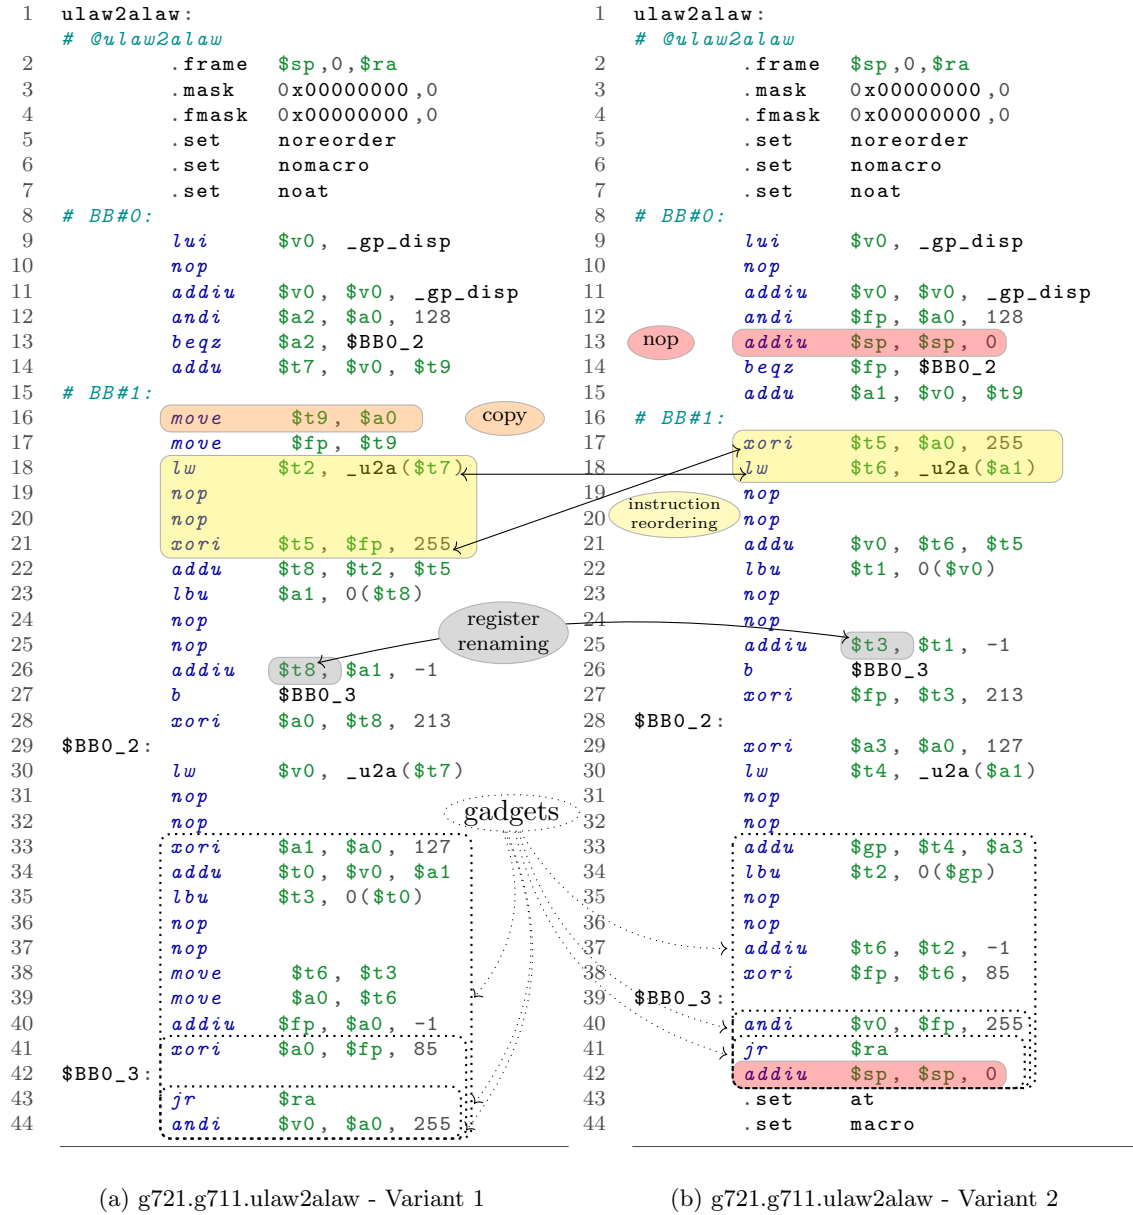 1 ulaw2alaw:
# @ulaw2alaw
2 .frame $sp,0,$ra
3 .mask 0x00000000,0
4 .fmask 0x00000000,0
5 .set noreorder
6 .set nomacro
7 .set noat
8 # BB#0:
9 lui $v0, _gp_disp
10 nop
11 addiu $v0, $v0, _gp_disp
12 andi $a2, $a0, 128
13 beqz $a2, $BB0_2
14 addu $t7, $v0, $t9
15 # BB#1:
16 move $t9, $a0
copy
17 move $fp, $t9
18 lw $t2, _u2a($t7)
19 nop
20 nop
21 xori $t5, $fp, 255
22 addu $t8, $t2, $t5
23 lbu $a1, 0($t8)
24 nop
25 nop
register
renaming
26 addiu $t8, $a1, -1
27 b $BB0_3
28 xori $a0, $t8, 213
29 $BB0_2:
30 lw $v0, _u2a($t7)
31 nop
32 nop
gadgets
33 xori $a1, $a0, 127
34 addu $t0, $v0, $a1
35 lbu $t3, 0($t0)
36 nop
37 nop
38 move $t6, $t3
39 move $a0, $t6
40 addiu $fp, $a0, -1
41 xori $a0, $fp, 85
42 $BB0_3:
43 jr $ra
44 andi $v0, $a0, 255
(a) g721.g711.ulaw2alaw - Variant 1
1 ulaw2alaw:
# @ulaw2alaw
2 .frame $sp,0,$ra
3 .mask 0x00000000,0
4 .fmask 0x00000000,0
5 .set noreorder
6 .set nomacro
7 .set noat
8 # BB#0:
9 lui $v0, _gp_disp
10 nop
11 addiu $v0, $v0, _gp_disp
12 andi $fp, $a0, 128
13 nop addiu $sp, $sp, 0
14 beqz $fp, $BB0_2
15 addu $a1, $v0, $t9
16 # BB#1:
17 xori $t5, $a0, 255
18 lw $t6, _u2a($a1)
19 nop
instruction
reordering
20 nop
21 addu $v0, $t6, $t5
22 lbu $t1, 0($v0)
23 nop
24 nop
25 addiu $t3, $t1, -1
26 b $BB0_3
27 xori $fp, $t3, 213
28 $BB0_2:
29 xori $a3, $a0, 127
30 lw $t4, _u2a($a1)
31 nop
32 nop
33 addu $gp, $t4, $a3
34 lbu $t2, 0($gp)
35 nop
36 nop
37 addiu $t6, $t2, -1
38 xori $fp, $t6, 85
39 $BB0_3:
40 andi $v0, $fp, 255
41 jr $ra
42 addiu $sp, $sp, 0
43 .set at
44 .set macro
(b) g721.g711.ulaw2alaw - Variant 2